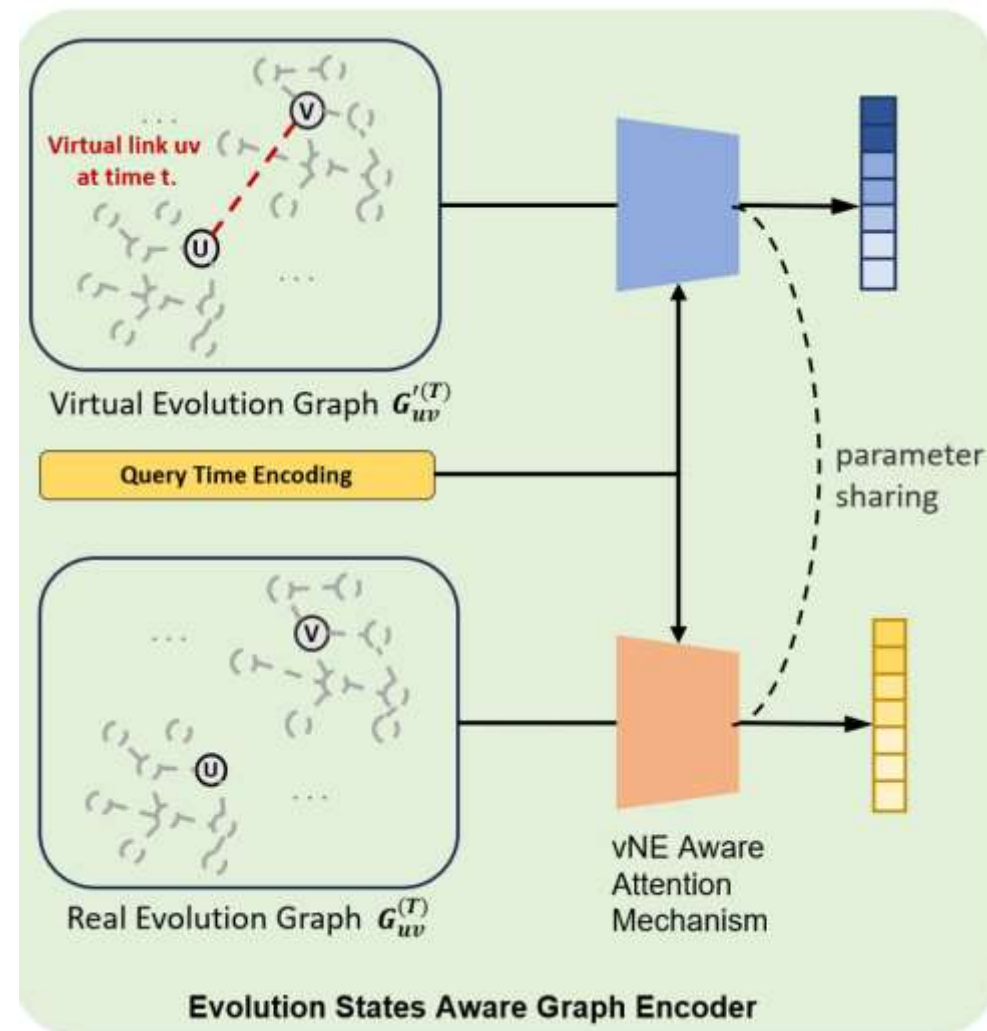 V
. . .
Virtual link uv
at time t.
U
. . .
Virtual Evolution Graph G'_{uv}^{(T)}
Query Time Encoding
parameter
sharing
. . .
V
U
. . .
vNE Aware
Attention
Mechanism
Real Evolution Graph G_{uv}^{(T)}
Evolution States Aware Graph Encoder